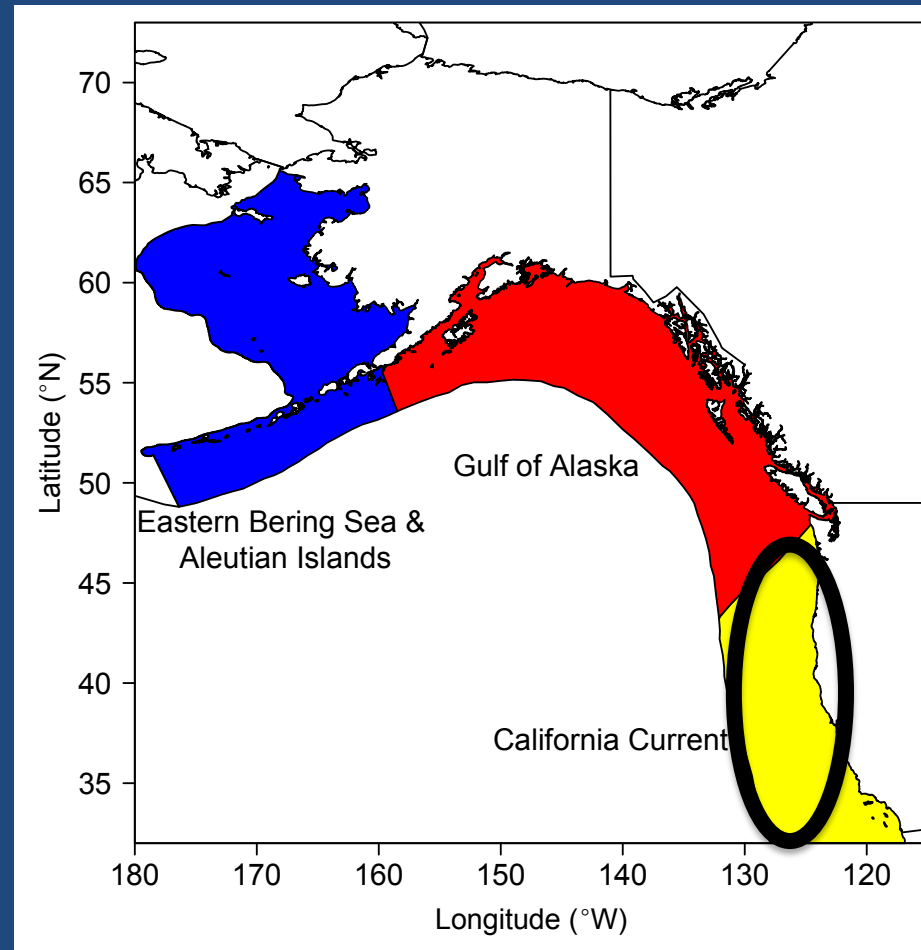 70
65
60
55
50
45
40
35
Latitude (°N)
Gulf of Alaska
Eastern Bering Sea &
Aleutian Islands
California Current
180
170
160
150
140
130
120
Longitude (°W)